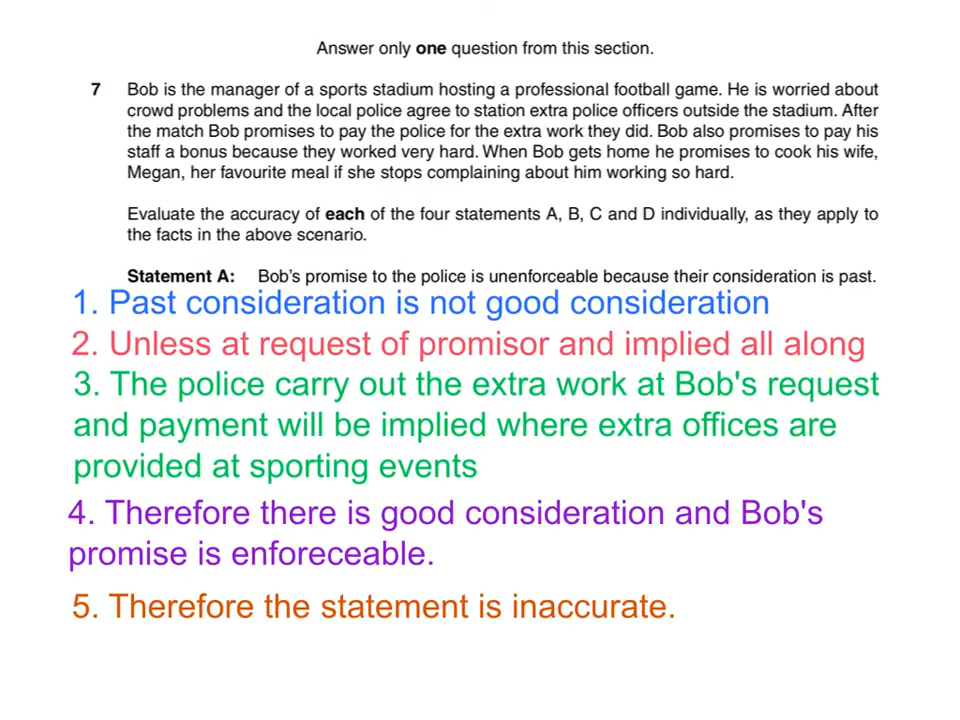 Answer only one question from this section.
7 Bob is the manager of a sports stadium hosting a professional football game. He is worried about
crowd problems and the local police agree to station extra police officers outside the stadium. After
the match Bob promises to pay the police for the extra work they did. Bob also promises to pay his
staff a bonus because they worked very hard. When Bob gets home he promises to cook his wife,
Megan, her favourite meal if she stops complaining about him working so hard.
Evaluate the accuracy of each of the four statements A, B, C and D individually, as they apply to
the facts in the above scenario.
Statement A: Bob's promise to the police is unenforceable because their consideration is past.
1. Past consideration is not good consideration
2. Unless at request of promisor and implied all along
3. The police carry out the extra work at Bob's request
and payment will be implied where extra offices are
provided at sporting events
4. Therefore there is good consideration and Bob's
promise is enforeceable.
5. Therefore the statement is inaccurate.